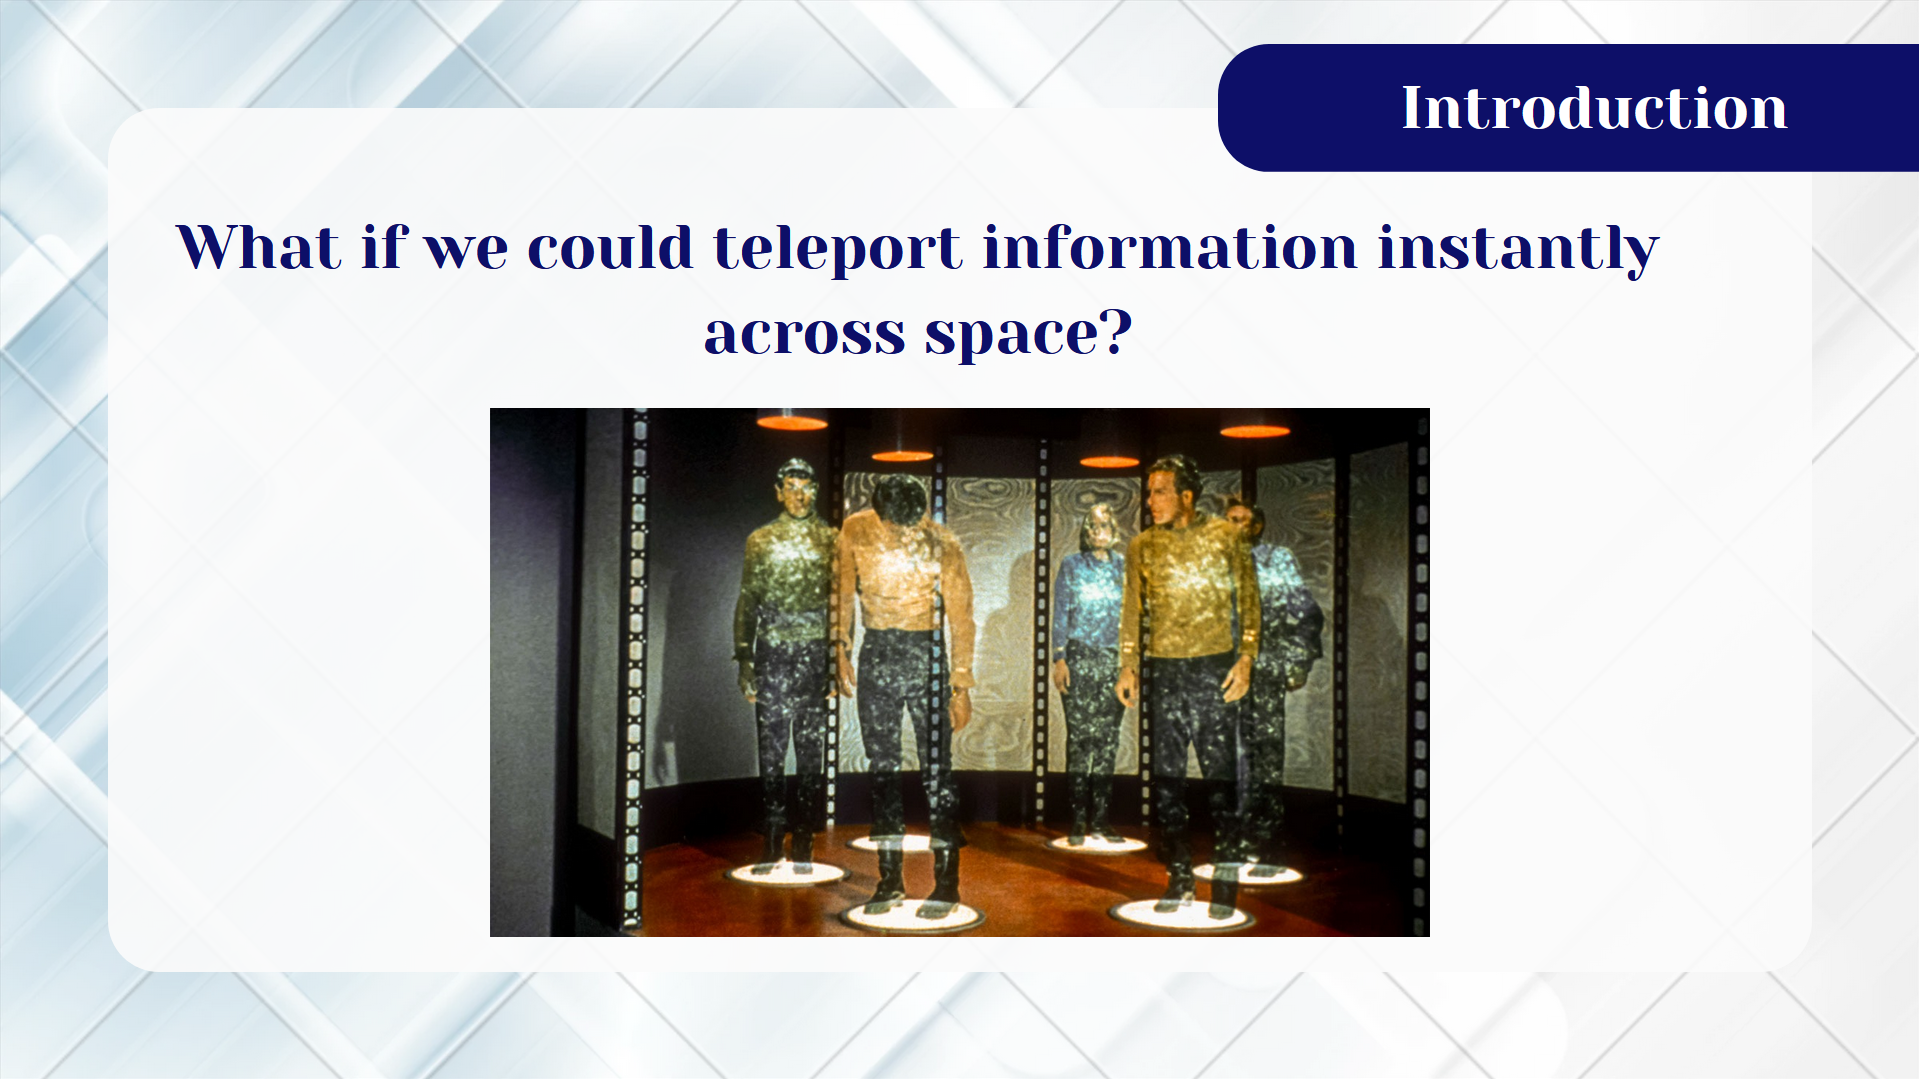 Introduction
What if we could teleport information instantly
across space?